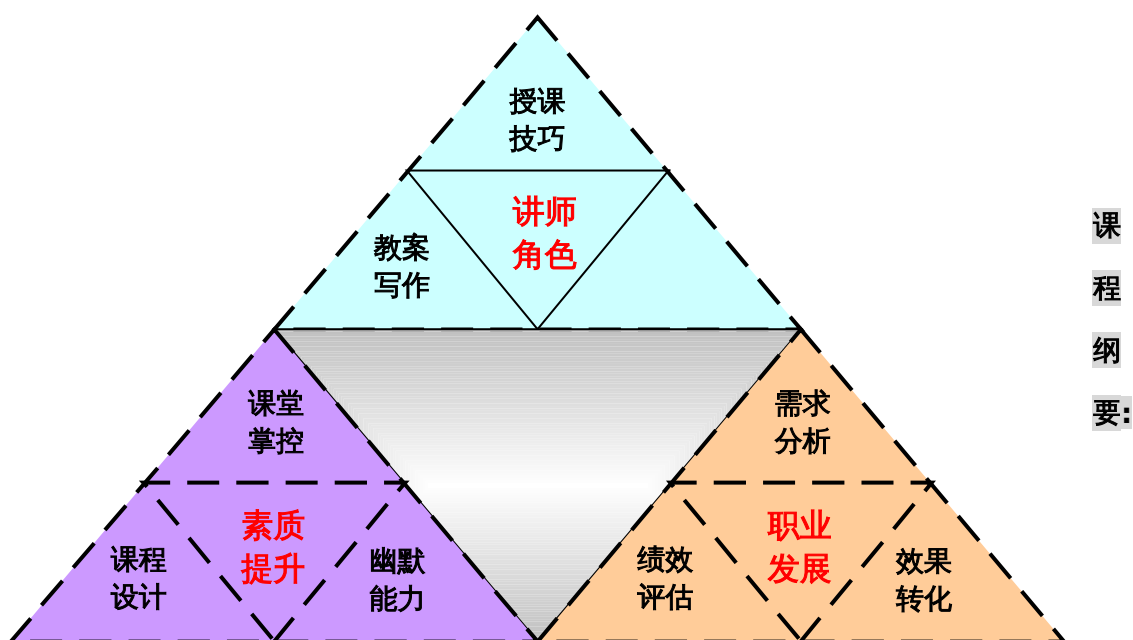 授课
技巧
讲师
角色
教案
写作
课堂
掌控
素质
提升
课程
设计
幽默
能力
需求
分析
职业
发展
绩效
评估
效果
转化
课
程
纲
要: